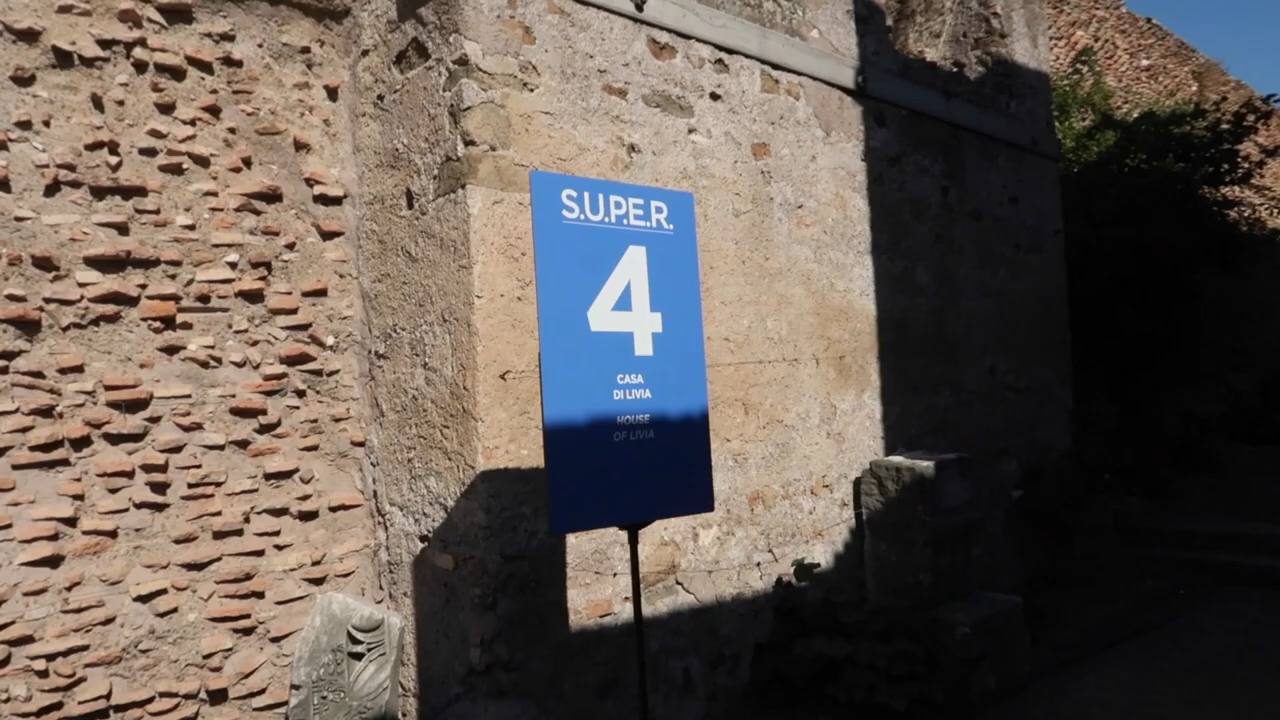 S.U.P.E.R.
4
CASA
DI LIVIA
HOUSE
OF LIVIA